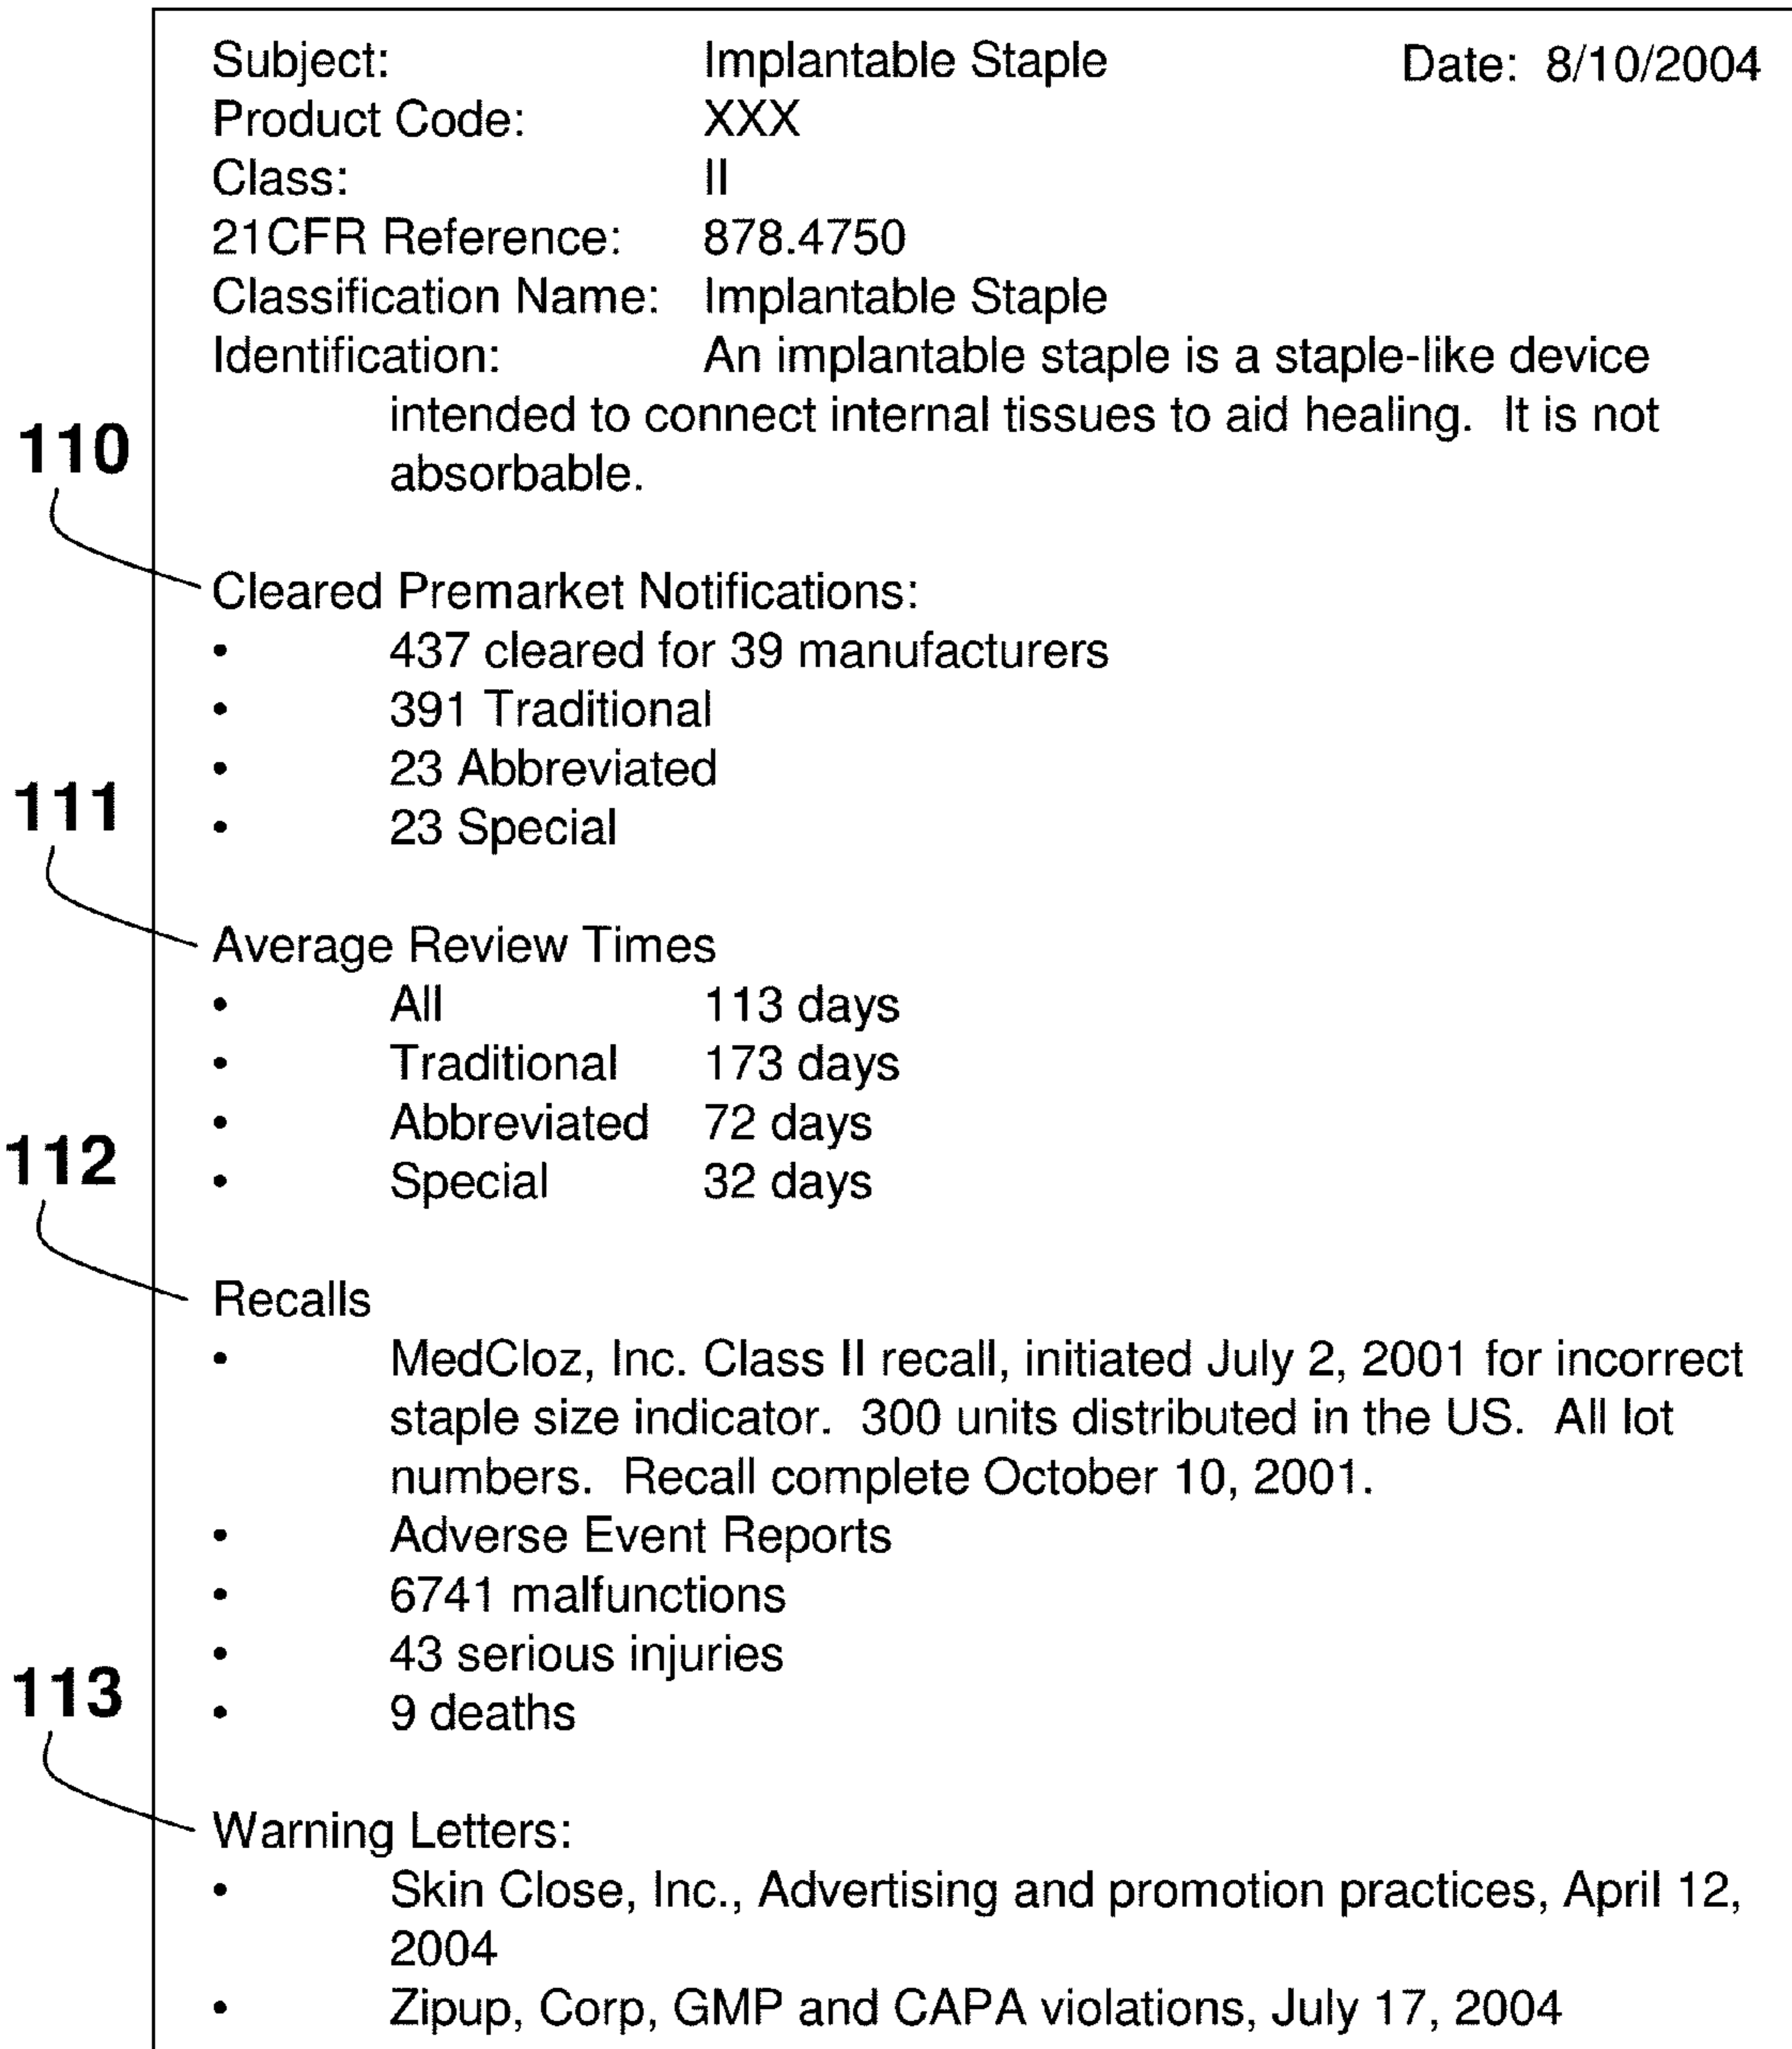 Subject: Implantable Staple Date: 8/10/2004
Product Code: XXX
Class: II
21CFR Reference: 878.4750
Classification Name: Implantable Staple
Identification: An implantable staple is a staple-like device
intended to connect internal tissues to aid healing. It is not
absorbable.
110
Cleared Premarket Notifications:
• 437 cleared for 39 manufacturers
• 391 Traditional
• 23 Abbreviated
• 23 Special
111
Average Review Times
• All 113 days
• Traditional 173 days
• Abbreviated 72 days
• Special 32 days
112
Recalls
• MedCloz, Inc. Class II recall, initiated July 2, 2001 for incorrect
staple size indicator. 300 units distributed in the US. All lot
numbers. Recall complete October 10, 2001.
• Adverse Event Reports
• 6741 malfunctions
• 43 serious injuries
• 9 deaths
113
Warning Letters:
• Skin Close, Inc., Advertising and promotion practices, April 12,
2004
• Zipup, Corp, GMP and CAPA violations, July 17, 2004